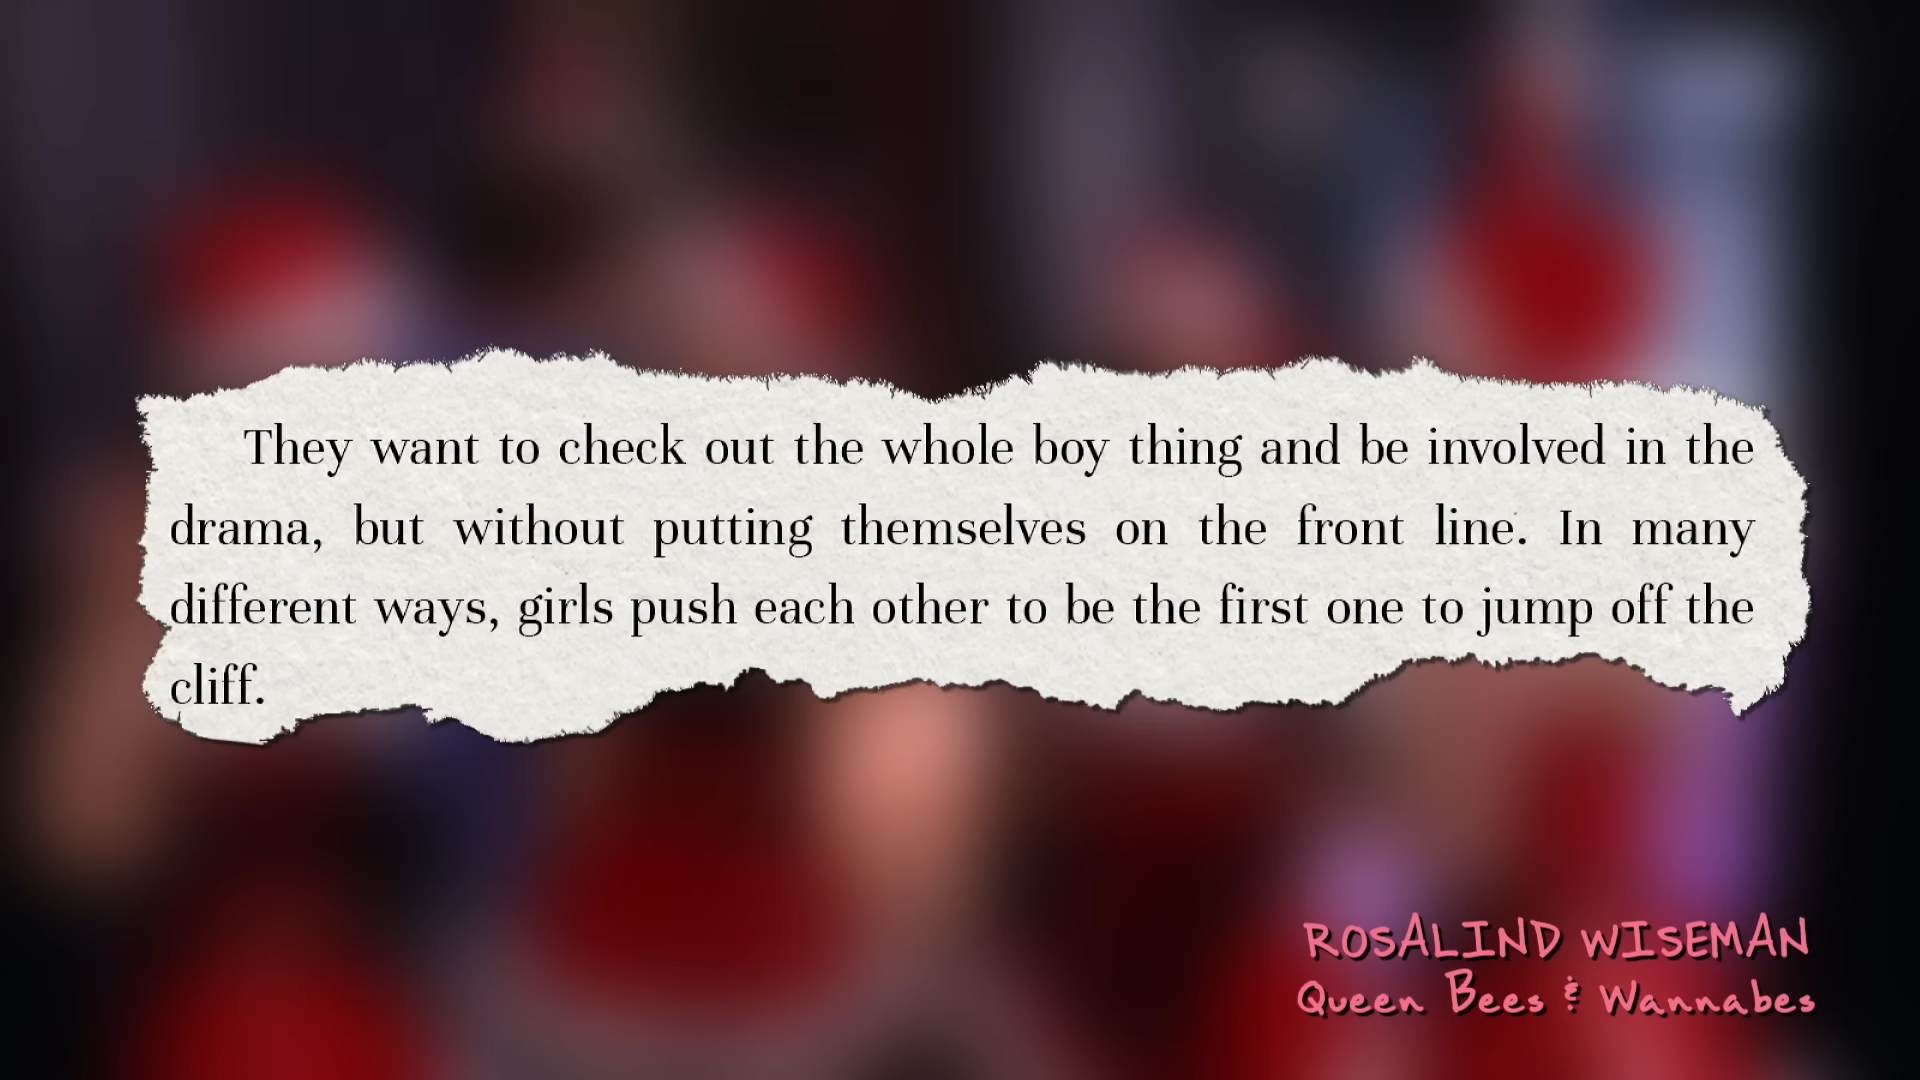 They want to check out the whole boy thing and be involved in the
drama, but without putting themselves on the front line. In many
different ways, girls push each other to be the first one to jump off the
cliff.
ROSALIND WISEMAN
Queen Bees & Wannabes